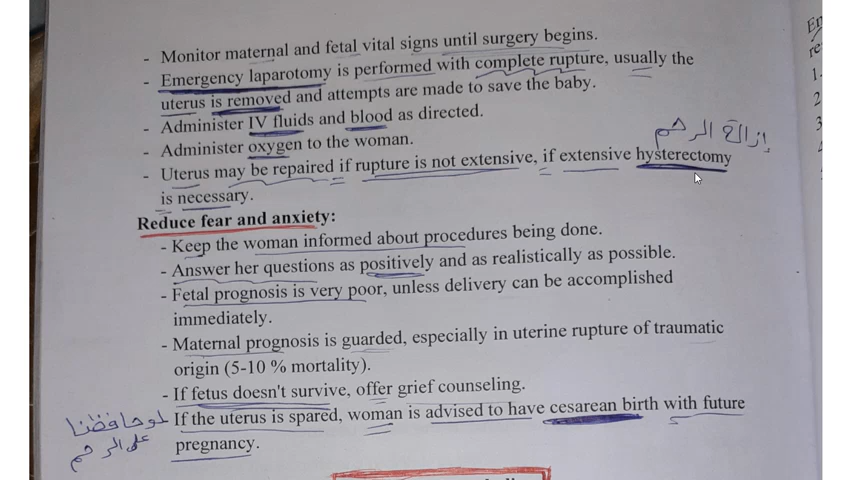 - Monitor maternal and fetal vital signs until surgery begins.
- Emergency laparotomy is performed with complete rupture, usually the
uterus is removed and attempts are made to save the baby.
- Administer IV fluids and blood as directed.
- Administer oxygen to the woman.
إزالة الرحم
- Uterus may be repaired if rupture is not extensive, if extensive hysterectomy
is necessary.
Reduce fear and anxiety:
- Keep the woman informed about procedures being done.
- Answer her questions as positively and as realistically as possible.
- Fetal prognosis is very poor, unless delivery can be accomplished
immediately.
- Maternal prognosis is guarded, especially in uterine rupture of traumatic
origin (5-10 % mortality).
- If fetus doesn't survive, offer grief counseling.
- If the uterus is spared, woman is advised to have cesarean birth with future
pregnancy.
لو حافظنا
على الرحم
re
1.
2
3